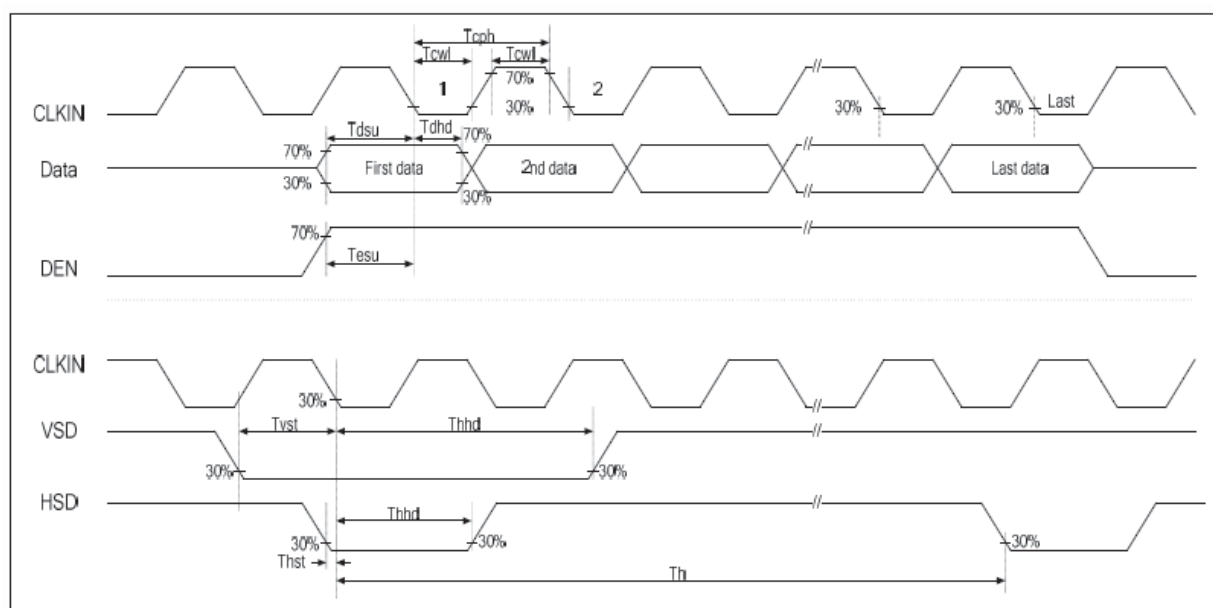 Tcph
Tcwl Tcwll
70%
1 2
30% 30% 30% Last
CLKIN
Tdsu Tdhd
70% 70%
Data First data 2nd data Last data
30% 30%
70%
Tesu
DEN
CLKIN
30%
VSD Tvst Thhd
30% 30%
HSD
Thhd
30% 30% 30%
Thst
Th